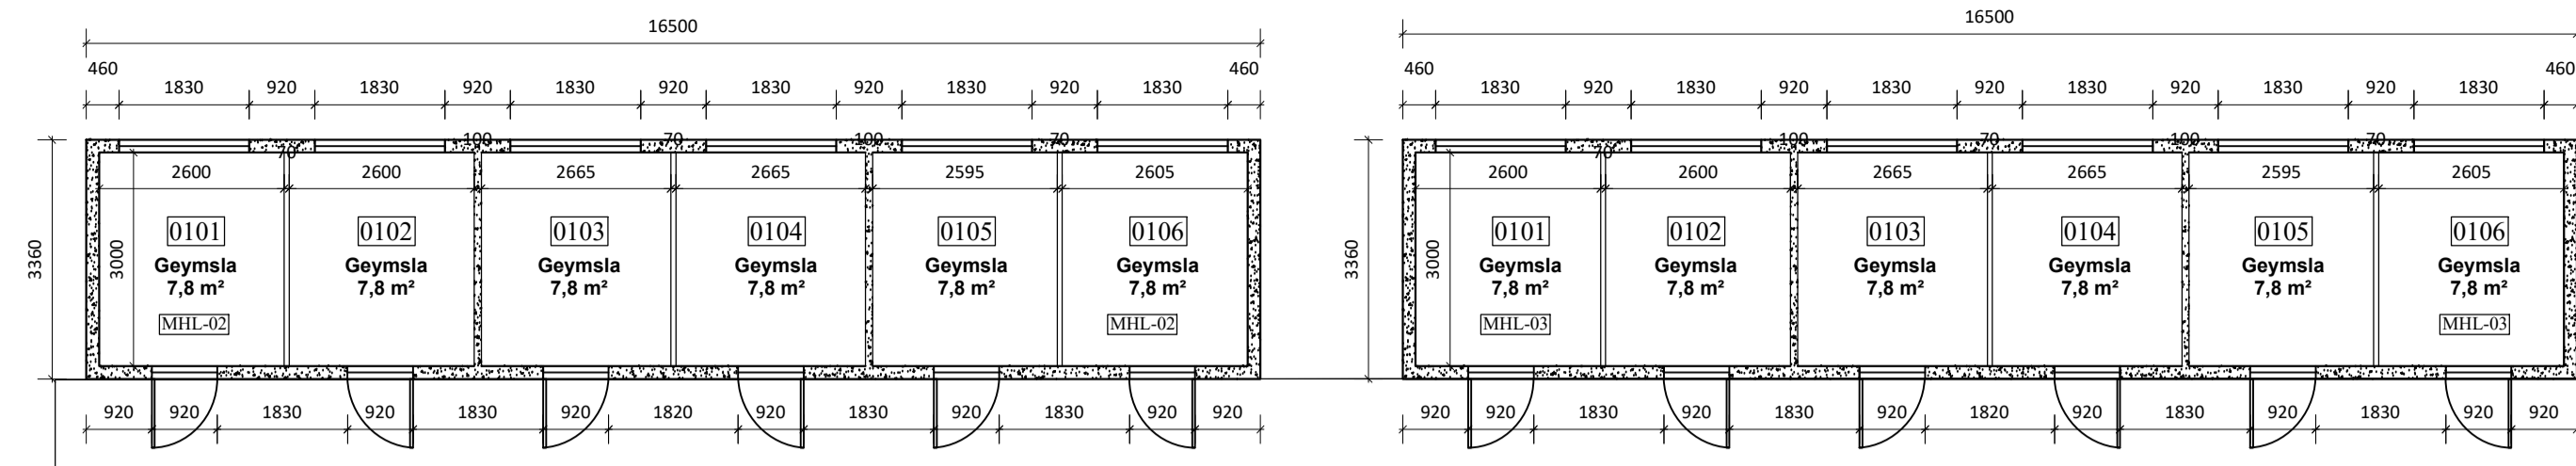 16500 16500
460 460 460 460
1830 920 1830 920 1830 920 1830 920 1830 920 1830 1830 920 1830 920 1830 920 1830 920 1830 920 1830
100 70 100 70 100 70 100 70
70 70
2600 2600 2665 2665 2595 2605 2600 2600 2665 2665 2595 2605
0101 0102 0103 0104 0105 0106 0101 0102 0103 0104 0105 0106
3360 3000 3360 3000
Geymsla Geymsla Geymsla Geymsla Geymsla Geymsla Geymsla Geymsla Geymsla Geymsla Geymsla Geymsla
7,8 m² 7,8 m² 7,8 m² 7,8 m² 7,8 m² 7,8 m² 7,8 m² 7,8 m² 7,8 m² 7,8 m² 7,8 m² 7,8 m²
MHL-02 MHL-02 MHL-03 MHL-03
920 920 1830 920 1830 920 1820 920 1830 920 1830 920 920 920 920 1830 920 1830 920 1820 920 1830 920 1830 920 920